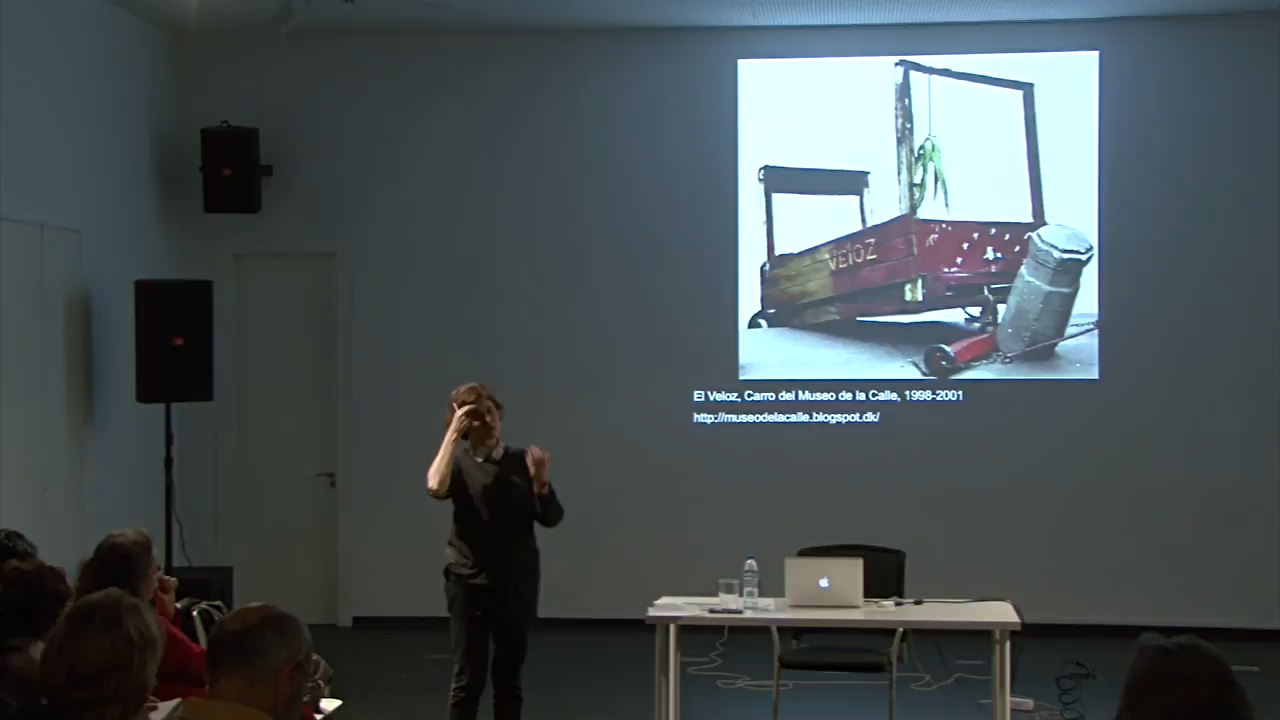 VELOZ
El Veloz, Carro del Museo de la Calle, 1998-2001
http://museodelacalle.blogspot.dk/